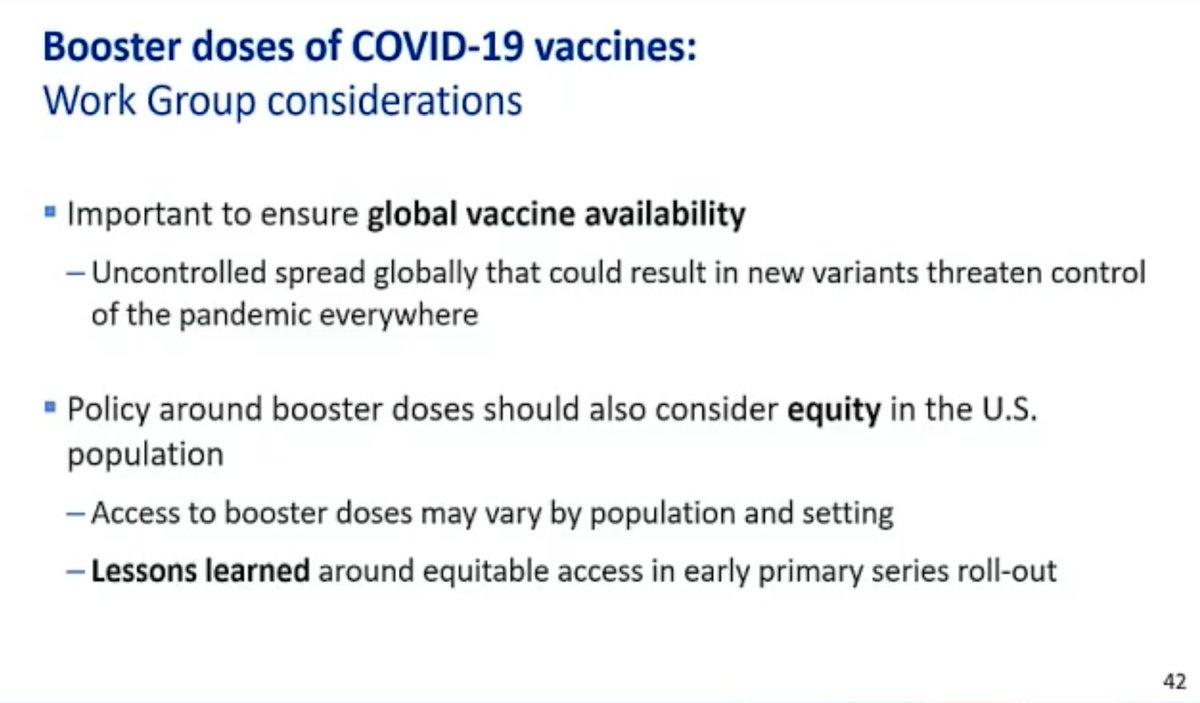 Booster doses of COVID-19 vaccines:
Work Group considerations
▪ Important to ensure global vaccine availability
– Uncontrolled spread globally that could result in new variants threaten control
of the pandemic everywhere
▪ Policy around booster doses should also consider equity in the U.S.
population
– Access to booster doses may vary by population and setting
– Lessons learned around equitable access in early primary series roll-out
42